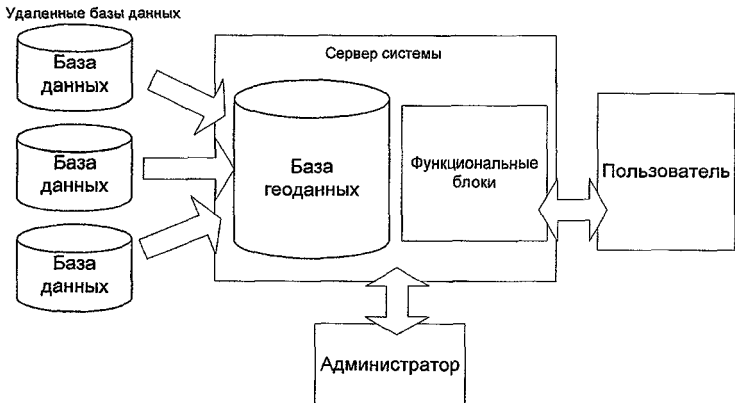 Удаленные базы данных
Сервер системы
База
данных
База
данных
База
данных
База
геоданных
Функциональные
блоки
Пользователь
Администратор